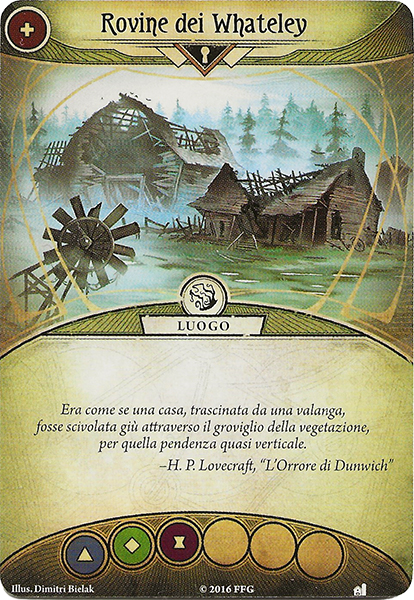 Rovine dei Whateley
LUOGO
Era come se una casa, trascinata da una valanga,
fosse scivolata giù attraverso il groviglio della vegetazione,
per quella pendenza quasi verticale.
–H. P. Lovecraft, “L’Orrore di Dunwich”
Illus. Dimitri Bielak
© 2016 FFG